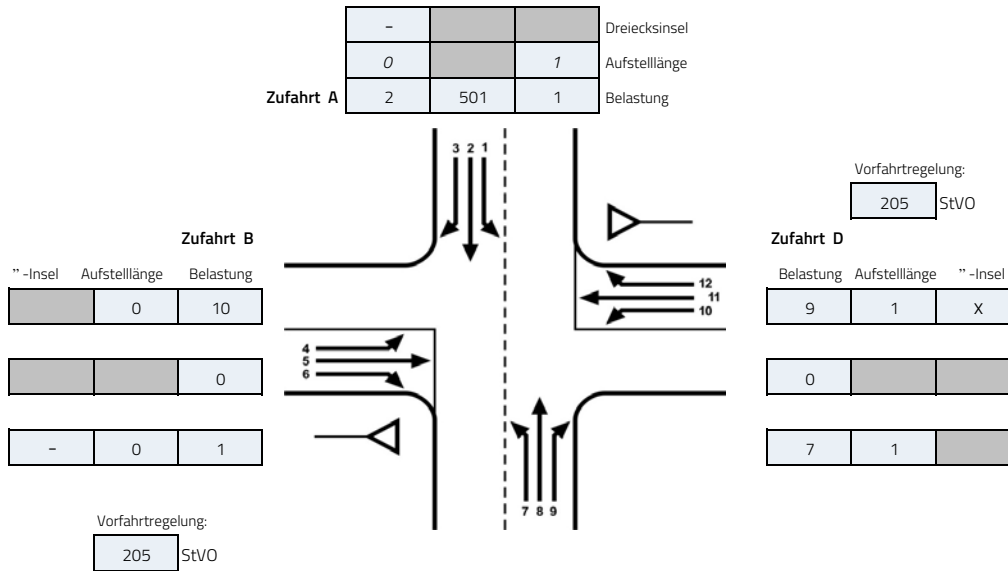 - Dreiecksinsel
0 1 Aufstelllänge
Zufahrt A 2 501 1 Belastung
3 2 1
Vorfahrtregelung:
205 StVO
Zufahrt B
Zufahrt D
”-Insel Aufstelllänge Belastung
Belastung Aufstelllänge ”-Insel
0 10
12
11
10
9 1 X
4
5
6
0
0
- 0 1
7 1
7 8 9
Vorfahrtregelung:
205 StVO